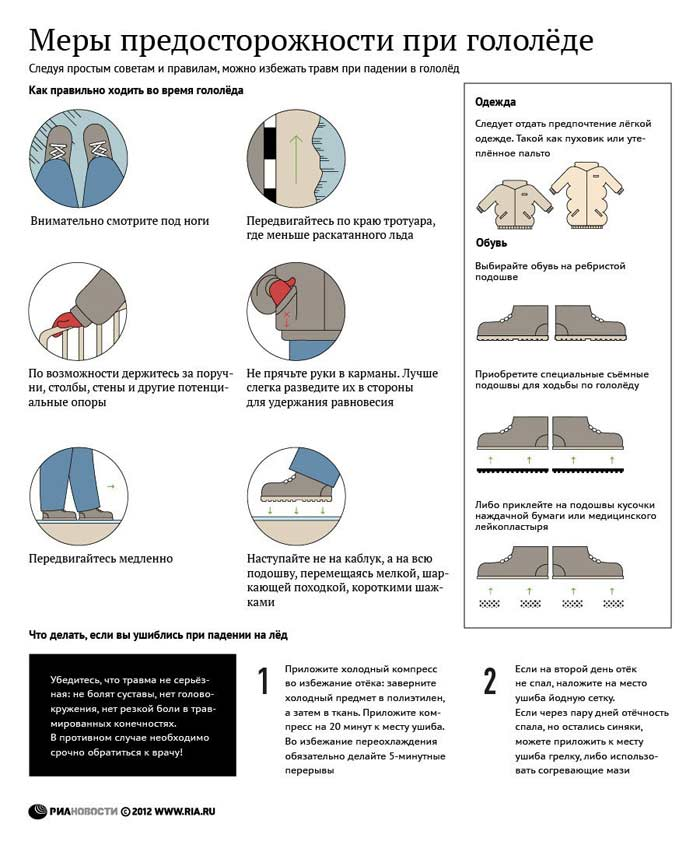 Меры предосторожности при гололёде
Следуя простым советам и правилам, можно избежать травм при падении в гололёд
Как правильно ходить во время гололёда
Внимательно смотрите под ноги
Передвигайтесь по краю тротуара,
где меньше раскатанного льда
По возможности держитесь за поруч-
ни, столбы, стены и другие потенци-
альные опоры
Не прячьте руки в карманы. Лучше
слегка разведите их в стороны
для удержания равновесия
Передвигайтесь медленно
Наступайте не на каблук, а на всю
подошву, перемещаясь мелкой, шар-
кающей походкой, короткими шаж-
ками
Одежда
Следует отдать предпочтение лёгкой
одежде. Такой как пуховик или уте-
плённое пальто
Обувь
Выбирайте обувь на ребристой
подошве
Приобретите специальные съёмные
подошвы для ходьбы по гололёду
Либо приклейте на подошвы кусочки
наждачной бумаги или медицинского
лейкопластыря
Что делать, если вы ушиблись при падении на лёд
Убедитесь, что травма не серьёз-
ная: не болят суставы, нет голово-
кружения, нет резкой боли в трав-
мированных конечностях.
В противном случае необходимо
срочно обратиться к врачу!
1
Приложите холодный компресс
во избежание отёка: заверните
холодный предмет в полиэтилен,
а затем в ткань. Приложите ком-
пресс на 20 минут к месту ушиба.
Во избежание переохлаждения
обязательно делайте 5-минутные
перерывы
2
Если на второй день отёк
не спал, наложите на место
ушиба йодную сетку.
Если через пару дней отёчность
спала, но остались синяки,
можете приложить к месту
ушиба грелку, либо использо-
вать согревающие мази
РИАНОВОСТИ © 2012 WWW.RIA.RU